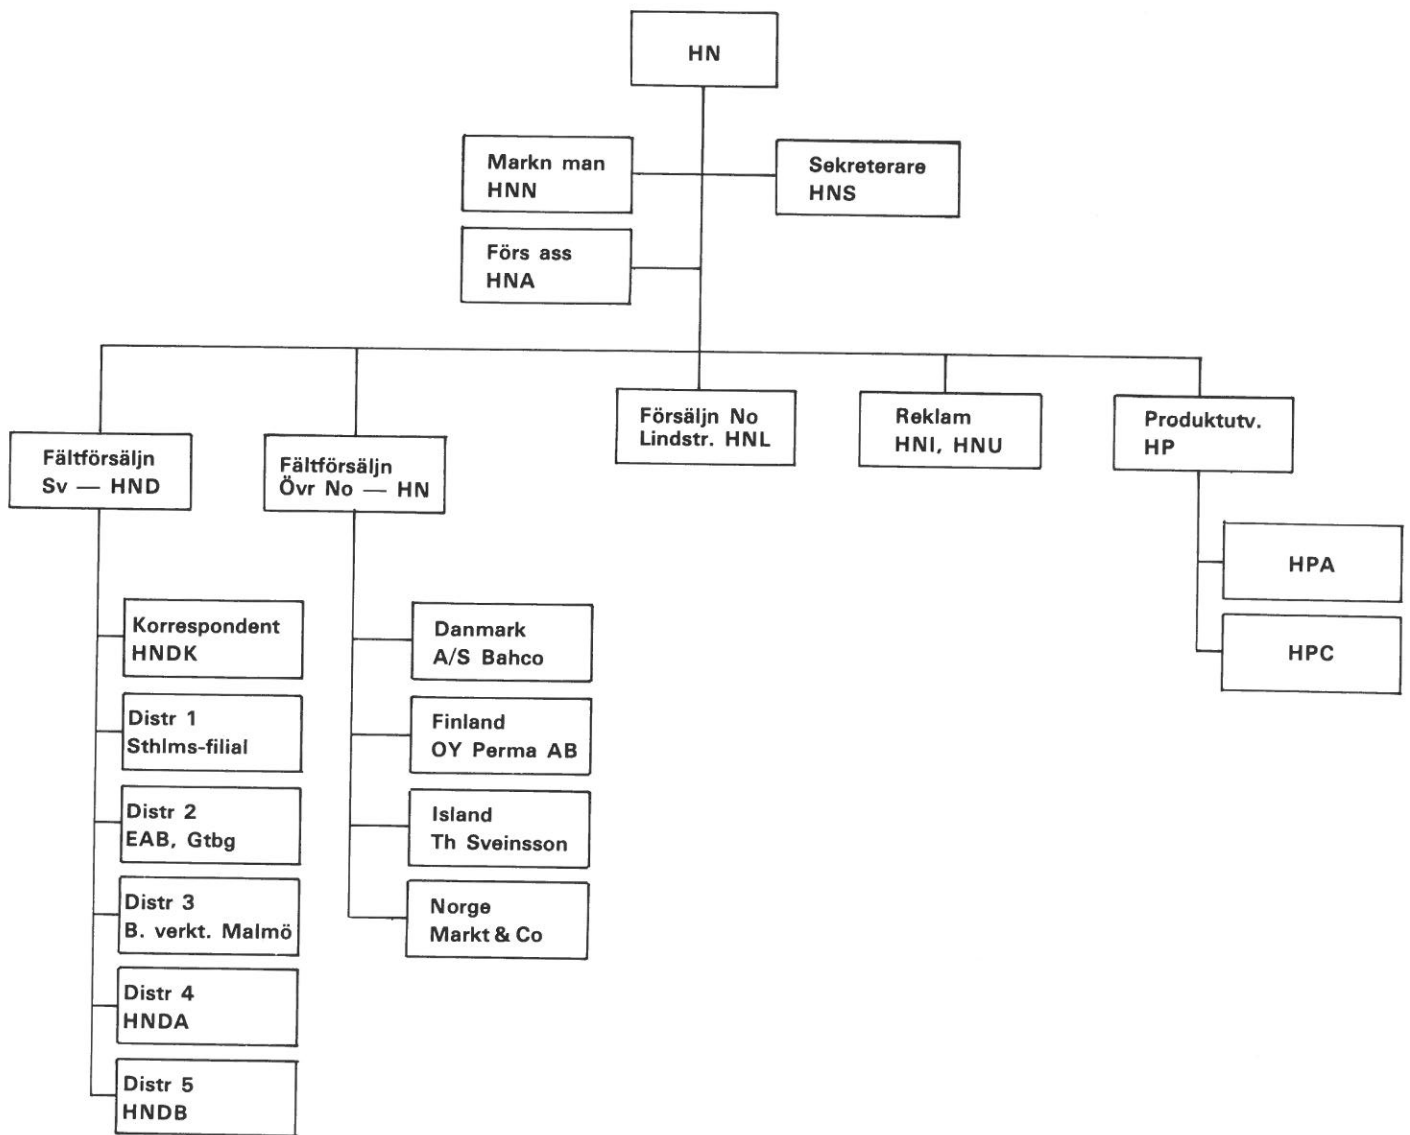 HN
Markn man
HNN
Sekreterare
HNS
Förs ass
HNA
Fältförsäljn
Sv — HND
Fältförsäljn
Övr No — HN
Försäljn No
Lindstr. HNL
Reklam
HNI, HNU
Produktutv.
HP
HPA
HPC
Korrespondent
HNDK
Distr 1
Sthlms-filial
Distr 2
EAB, Gtbg
Distr 3
B. verkt. Malmö
Distr 4
HNDA
Distr 5
HNDB
Danmark
A/S Bahco
Finland
OY Perma AB
Island
Th Sveinsson
Norge
Markt & Co